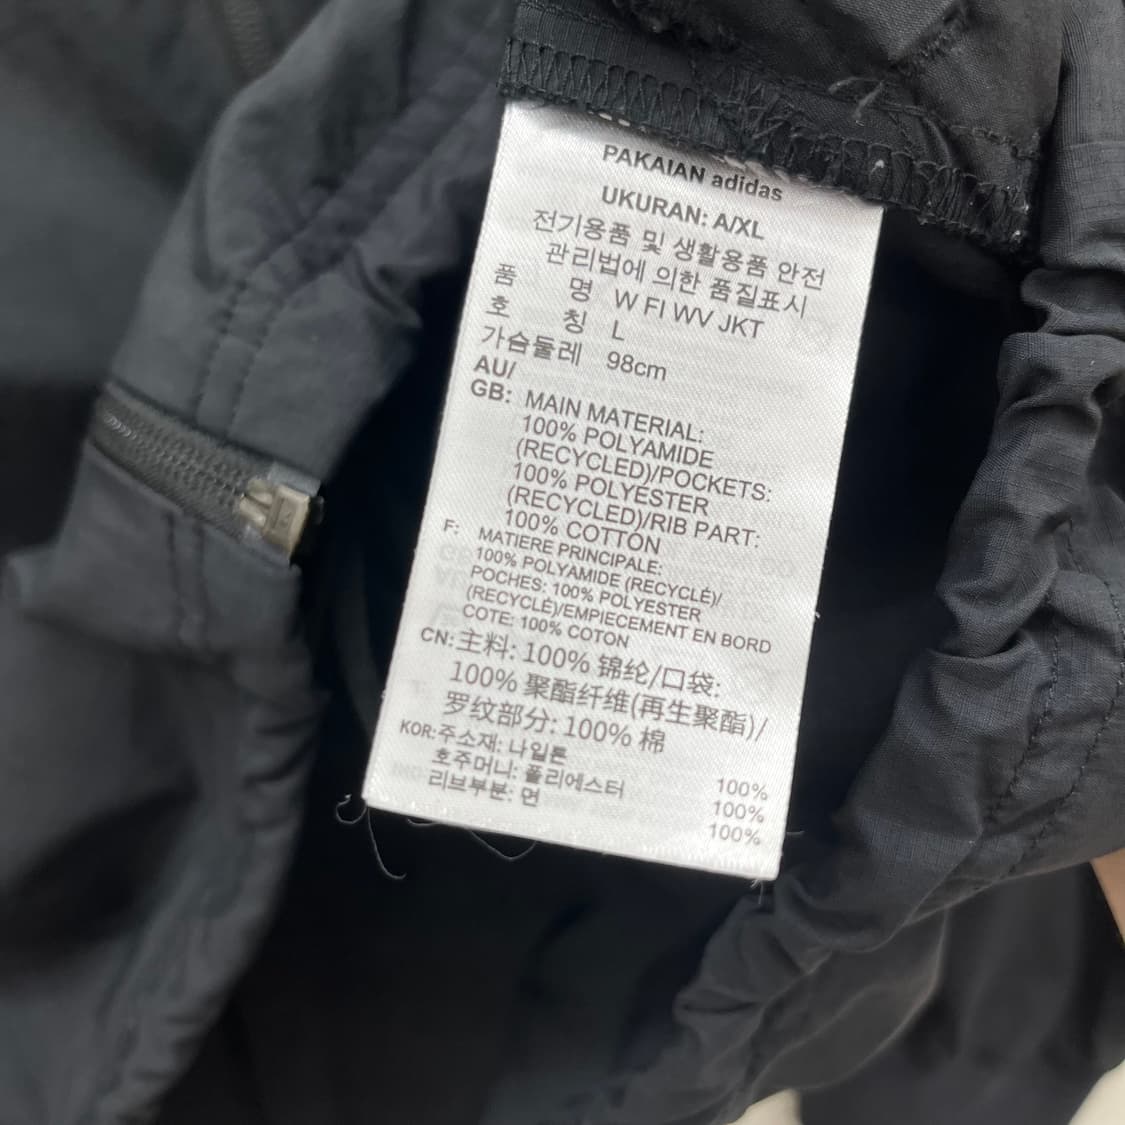 PAKAIAN adidas
UKURAN: A/XL
전기용품 및 생활용품 안전
관리법에 의한 품질표시
품 명 W FI WV JKT
호 칭 L
가슴둘레 98cm
AU/
GB: MAIN MATERIAL:
100% POLYAMIDE
(RECYCLED)/POCKETS:
100% POLYESTER
(RECYCLED)/RIB PART:
100% COTTON
F: MATIERE PRINCIPALE:
100% POLYAMIDE (RECYCLÉ)/
POCHES: 100% POLYESTER
(RECYCLÉ)/EMPIECEMENT EN BORD
COTE: 100% COTON
CN: 主料: 100% 锦纶/口袋:
100% 聚酯纤维(再生聚酯)/
罗纹部分: 100% 棉
KOR: 주소재: 나일론 100%
호주머니: 폴리에스터 100%
리브부분: 면 100%